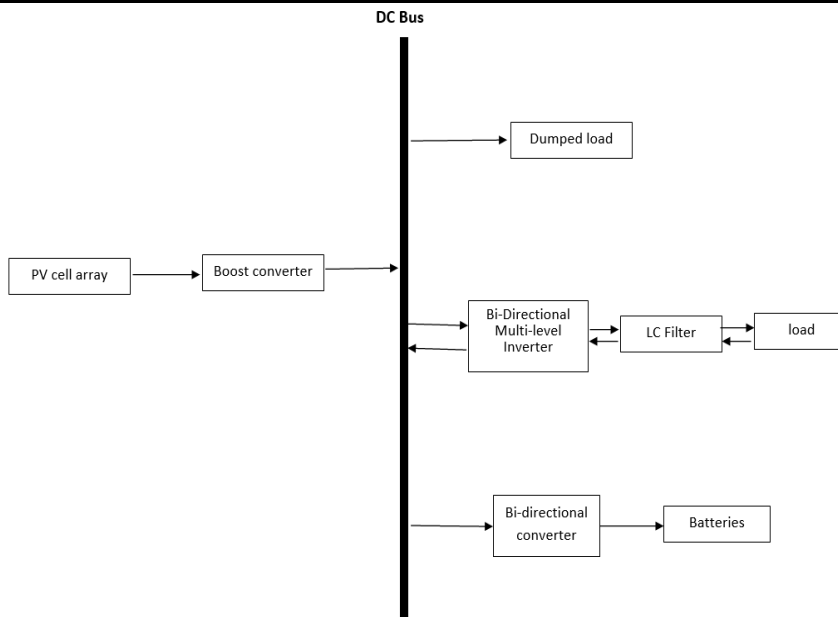 DC Bus
Dumped load
PV cell array
Boost converter
Bi-Directional
Multi-level
Inverter
LC Filter
load
Bi-directional
converter
Batteries